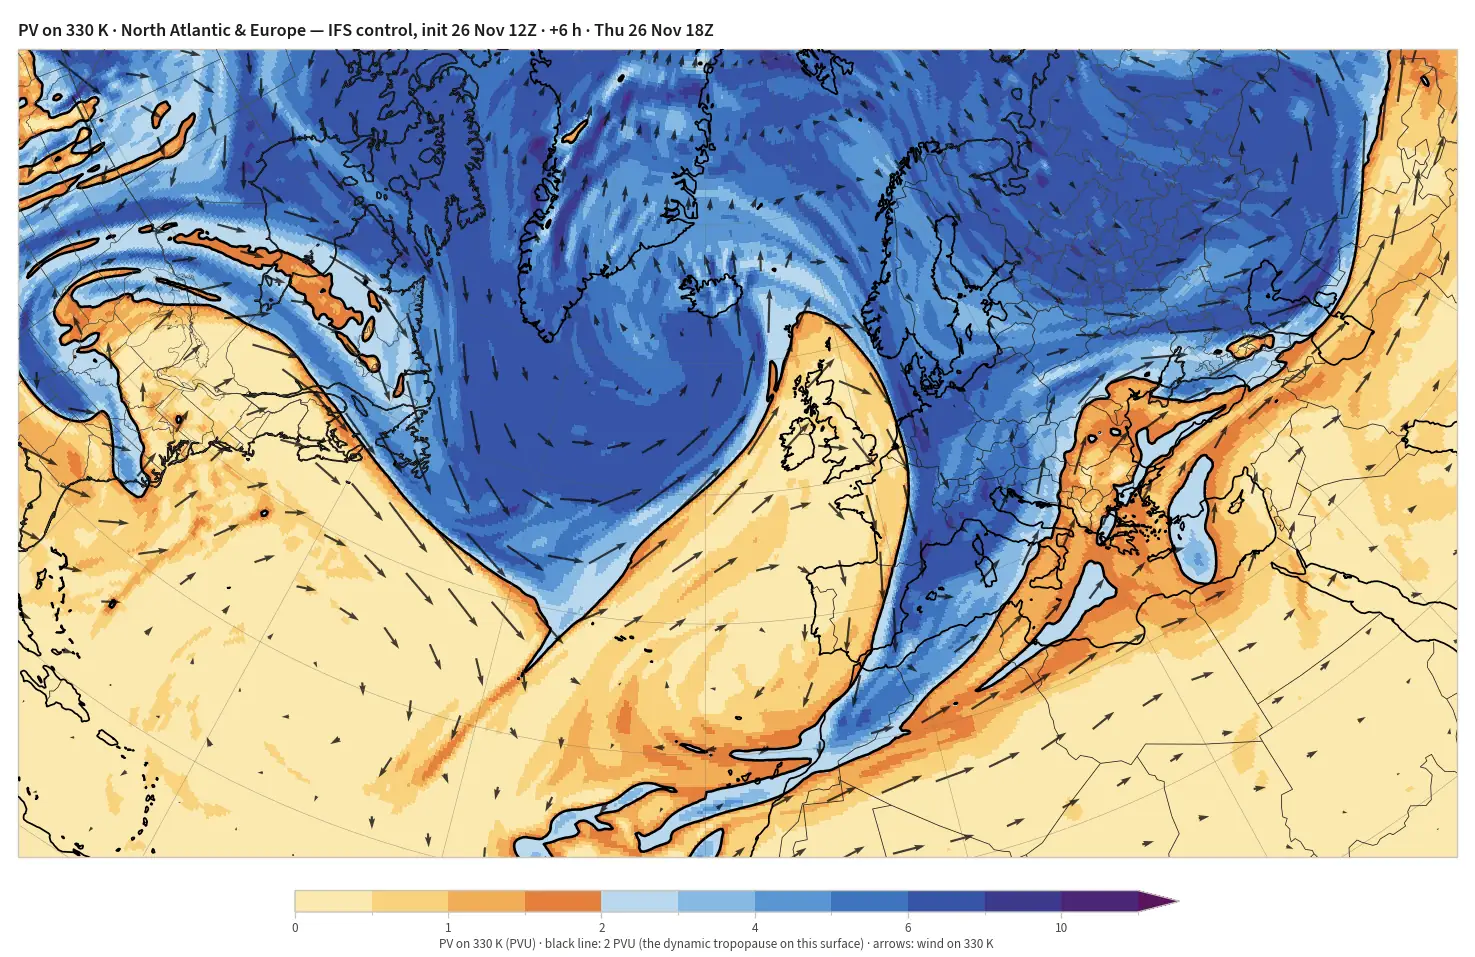 PV on 330 K · North Atlantic & Europe — IFS control, init 26 Nov 12Z · +6 h · Thu 26 Nov 18Z
0 1 2 4 6 10
PV on 330 K (PVU) · black line: 2 PVU (the dynamic tropopause on this surface) · arrows: wind on 330 K